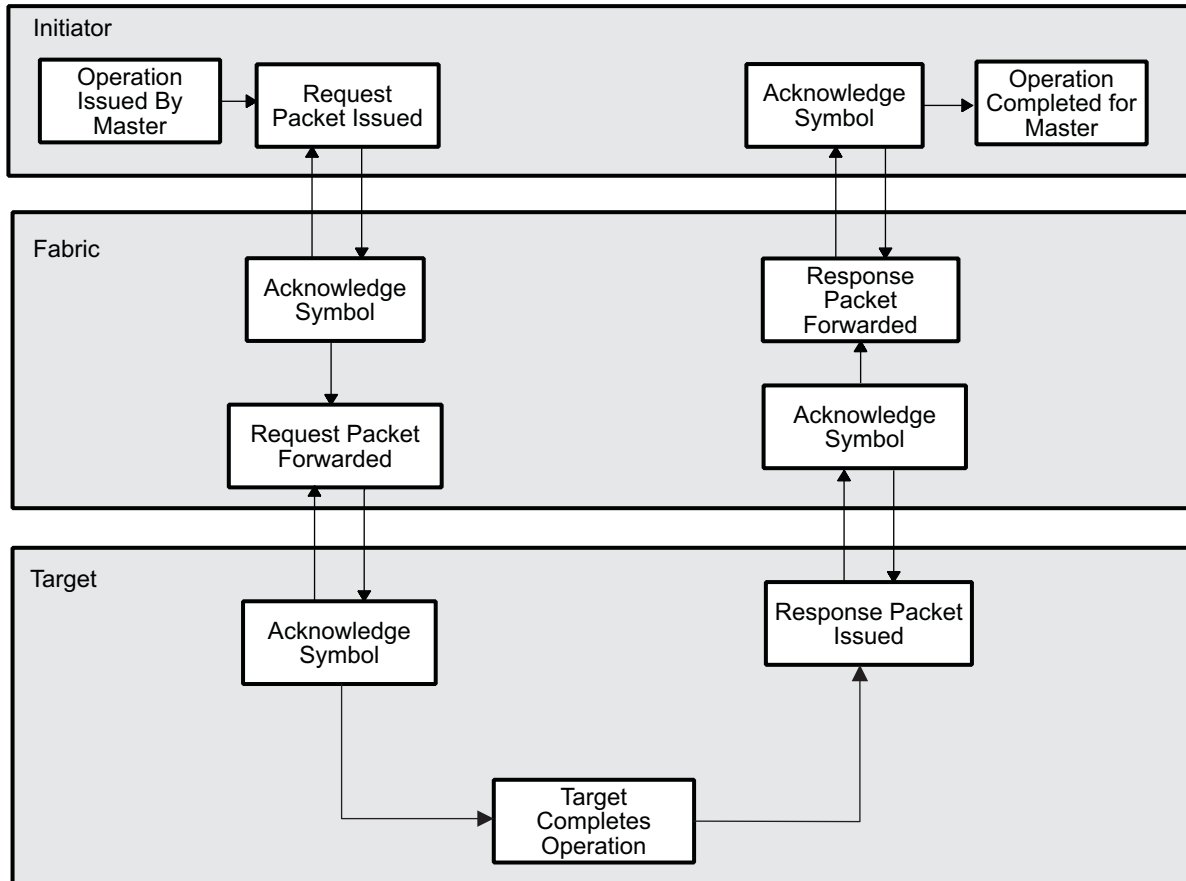 Initiator
Operation
Issued By
Master
Request
Packet Issued
Acknowledge
Symbol
Operation
Completed for
Master
Fabric
Acknowledge
Symbol
Response
Packet
Forwarded
Request Packet
Forwarded
Acknowledge
Symbol
Target
Acknowledge
Symbol
Response Packet
Issued
Target
Completes
Operation